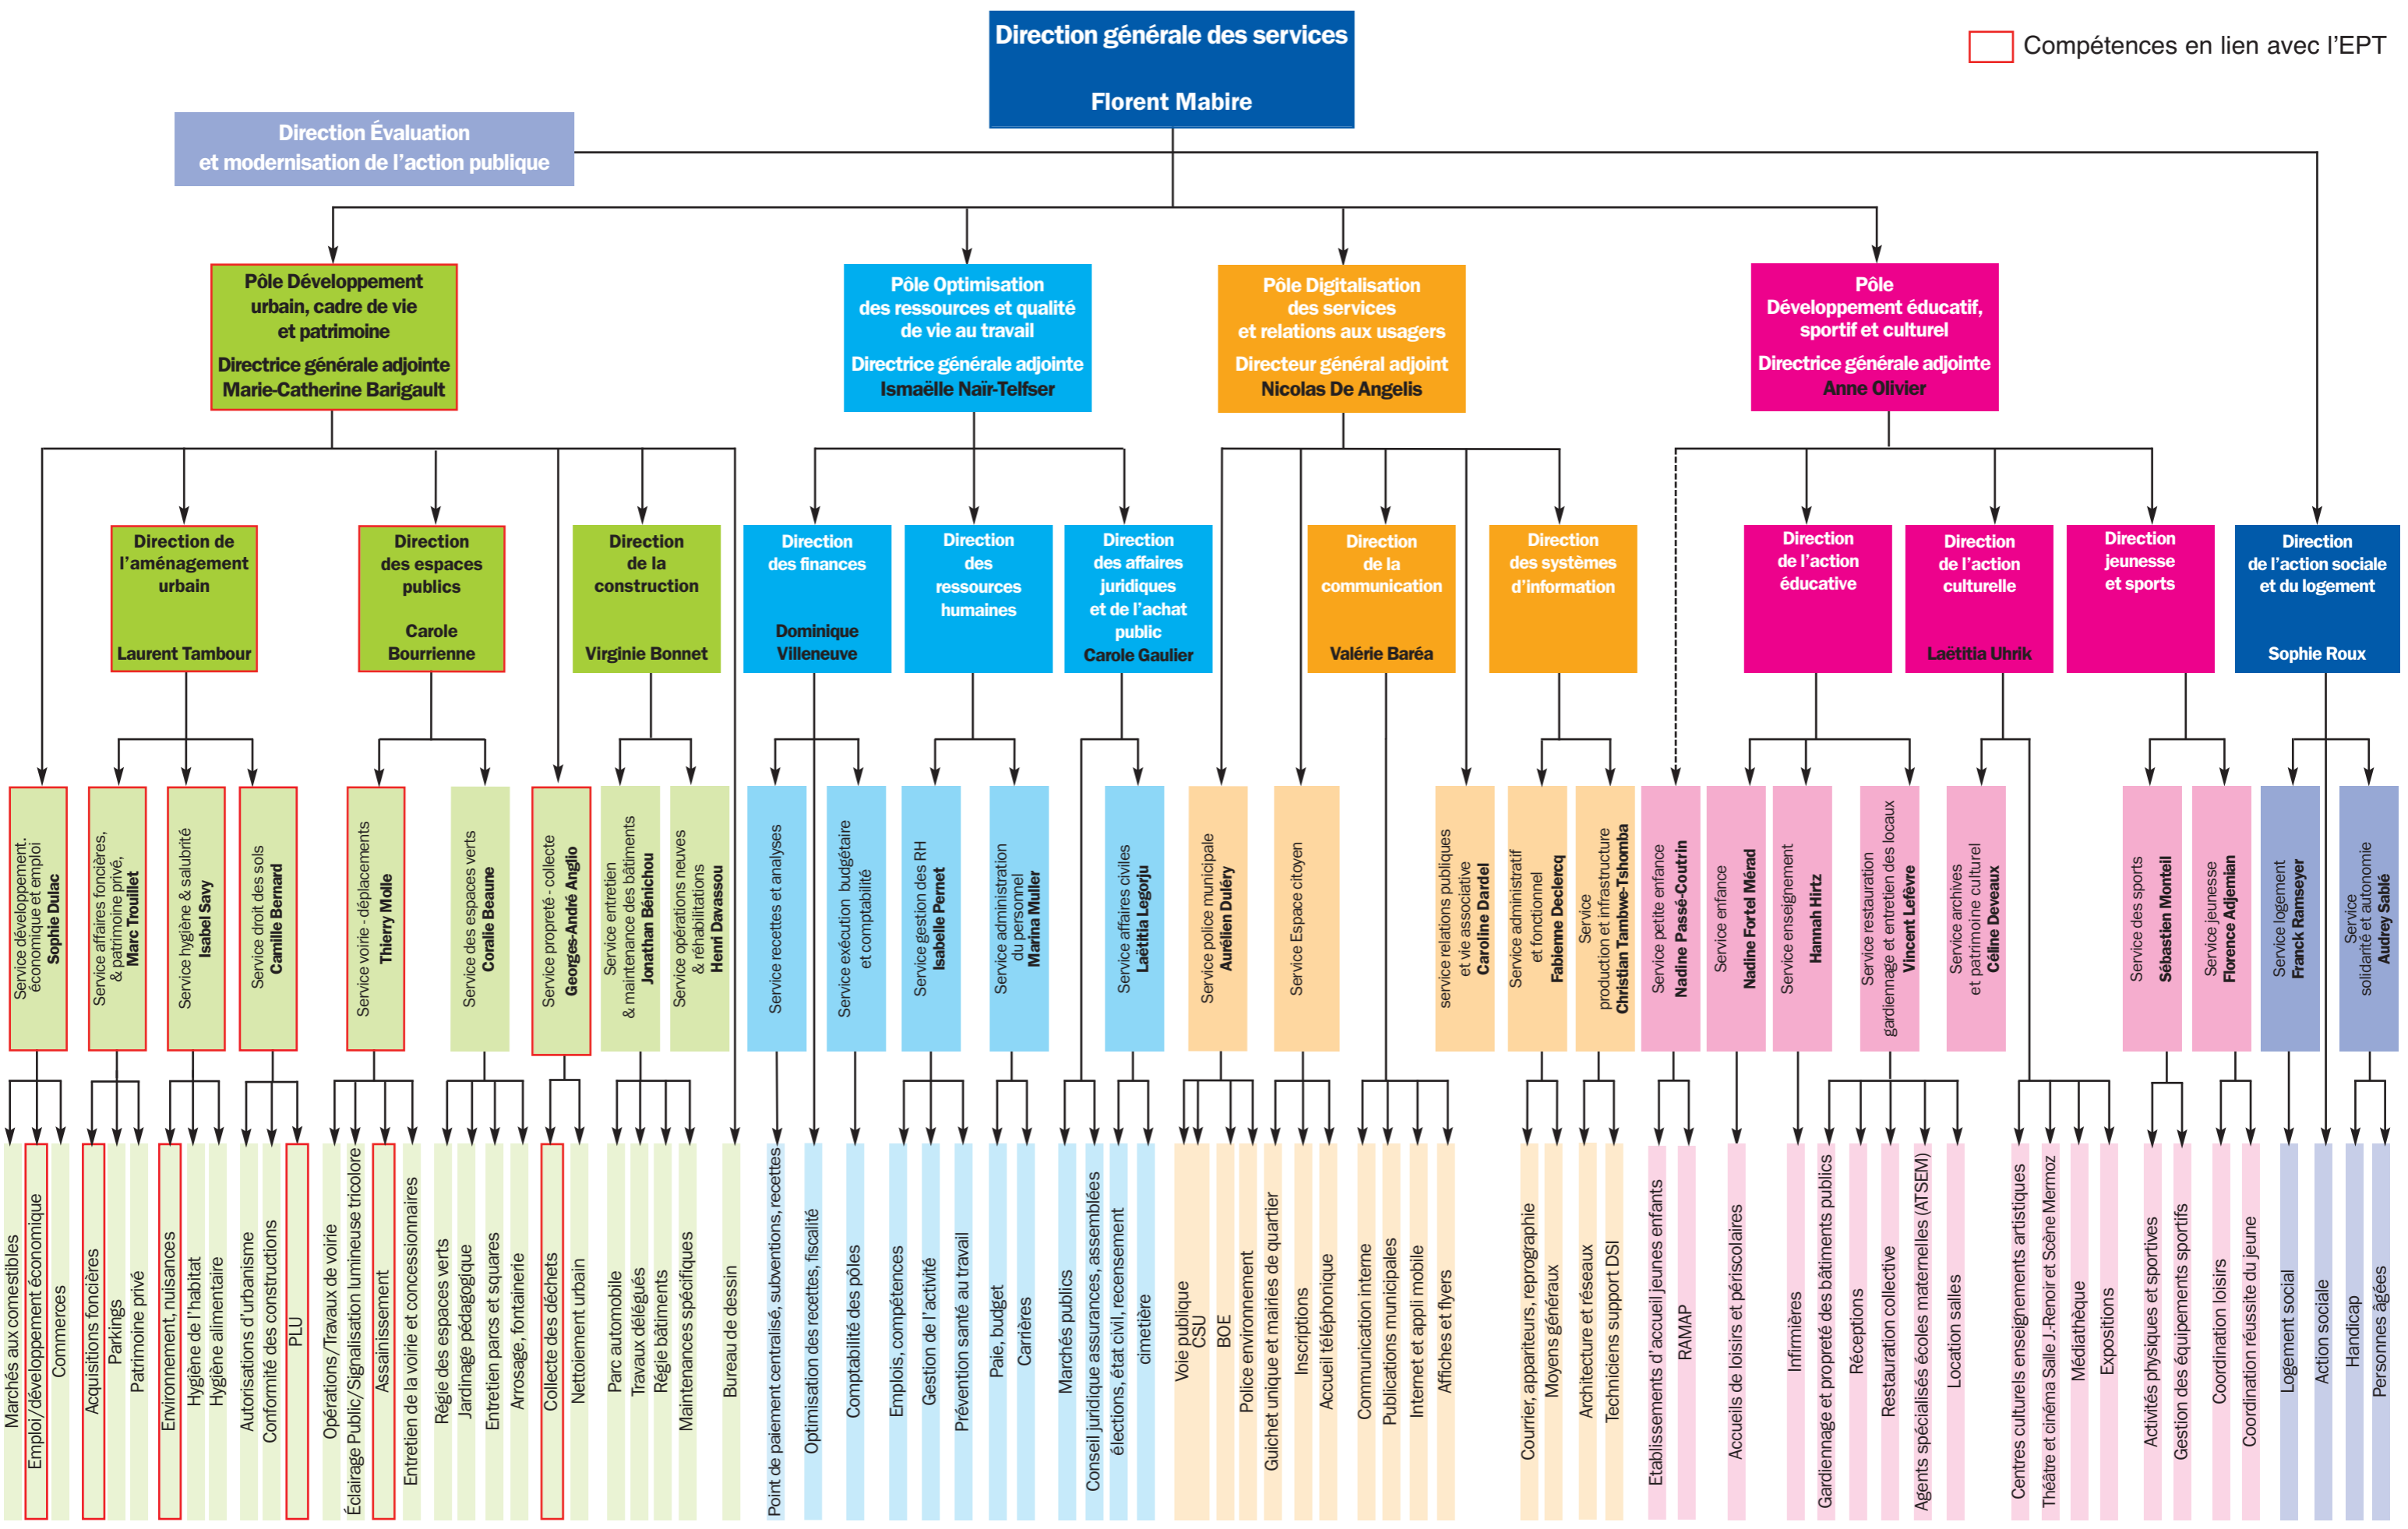 Direction générale des services
Florent Mabire
Compétences en lien avec l’EPT
Direction Évaluation
et modernisation de l’action publique
Pôle Développement
urbain, cadre de vie
et patrimoine
Directrice générale adjointe
Marie-Catherine Barigault
Pôle Optimisation
des ressources et qualité
de vie au travail
Directrice générale adjointe
Ismaëlle Naïr-Telfser
Pôle Digitalisation
des services
et relations aux usagers
Directeur général adjoint
Nicolas De Angelis
Pôle
Développement éducatif,
sportif et culturel
Directrice générale adjointe
Anne Olivier
Direction de
l’aménagement
urbain
Laurent Tambour
Direction
des espaces
publics
Carole
Bourrienne
Direction
de la
construction
Virginie Bonnet
Direction
des finances
Dominique
Villeneuve
Direction
des
ressources
humaines
Direction
des affaires
juridiques
et de l’achat
public
Carole Gaulier
Direction
de la
communication
Valérie Baréa
Direction
des systèmes
d’information
Direction
de l’action
éducative
Direction
de l’action
culturelle
Laëtitia Uhrik
Direction
jeunesse
et sports
Direction
de l’action sociale
et du logement
Sophie Roux
Service développement.
économique et emploi
Sophie Dulac
Service affaires foncières,
& patrimoine privé,
Marc Trouillet
Service hygiène & salubrité
Isabel Savy
Service droit des sols
Camille Bernard
Service voirie - déplacements
Thierry Molle
Service des espaces verts
Coralie Beaune
Service propreté - collecte
Georges-André Anglio
Service entretien
& maintenance des bâtiments
Jonathan Bénichou
Service opérations neuves
& réhabilitations
Henri Davassou
Service recettes et analyses
Service exécution budgétaire
et comptabilité
Service gestion des RH
Isabelle Pernet
Service administration
du personnel
Marina Muller
Service affaires civiles
Laëtitia Legorju
Service police municipale
Aurélien Duléry
Service Espace citoyen
service relations publiques
et vie associative
Caroline Dardel
Service administratif
et fonctionnel
Fabienne Declercq
Service
production et infrastructure
Christian Tambwe-Tshomba
Service petite enfance
Nadine Passé-Coutrin
Service enfance
Nadine Fortel Mérad
Service enseignement
Hannah Hirtz
Service restauration
gardiennage et entretien des locaux
Vincent Lefèvre
Service archives
et patrimoine culturel
Céline Deveaux
Service des sports
Sébastien Monteil
Service jeunesse
Florence Adjemian
Service logement
Franck Ramseyer
Service
solidarité et autonomie
Audrey Sablé
Marchés aux comestibles
Emploi/développement économique
Commerces
Acquisitions foncières
Parkings
Patrimoine privé
Environnement, nuisances
Hygiène de l’habitat
Hygiène alimentaire
Autorisations d’urbanisme
Conformité des constructions
PLU
Opérations/Travaux de voirie
Éclairage Public/Signalisation lumineuse tricolore
Assainissement
Entretien de la voirie et concessionnaires
Régie des espaces verts
Jardinage pédagogique
Entretien parcs et squares
Arrosage, fontainerie
Collecte des déchets
Nettoiement urbain
Parc automobile
Travaux délégués
Régie bâtiments
Maintenances spécifiques
Bureau de dessin
Point de paiement centralisé, subventions, recettes
Optimisation des recettes, fiscalité
Comptabilité des pôles
Emplois, compétences
Gestion de l’activité
Prévention santé au travail
Paie, budget
Carrières
Marchés publics
Conseil juridique assurances, assemblées
élections, état civil, recensement
cimetière
Voie publique
CSU
BOE
Police environnement
Guichet unique et mairies de quartier
Inscriptions
Accueil téléphonique
Communication interne
Publications municipales
Internet et appli mobile
Affiches et flyers
Courrier, appariteurs, reprographie
Moyens généraux
Architecture et réseaux
Techniciens support DSI
Etablissements d’accueil jeunes enfants
RAMAP
Accueils de loisirs et périscolaires
Infirmières
Gardiennage et propreté des bâtiments publics
Réceptions
Restauration collective
Agents spécialisés écoles maternelles (ATSEM)
Location salles
Centres culturels enseignements artistiques
Théâtre et cinéma Salle J.-Renoir et Scène Mermoz
Médiathèque
Expositions
Activités physiques et sportives
Gestion des équipements sportifs
Coordination loisirs
Coordination réussite du jeune
Logement social
Action sociale
Handicap
Personnes âgées